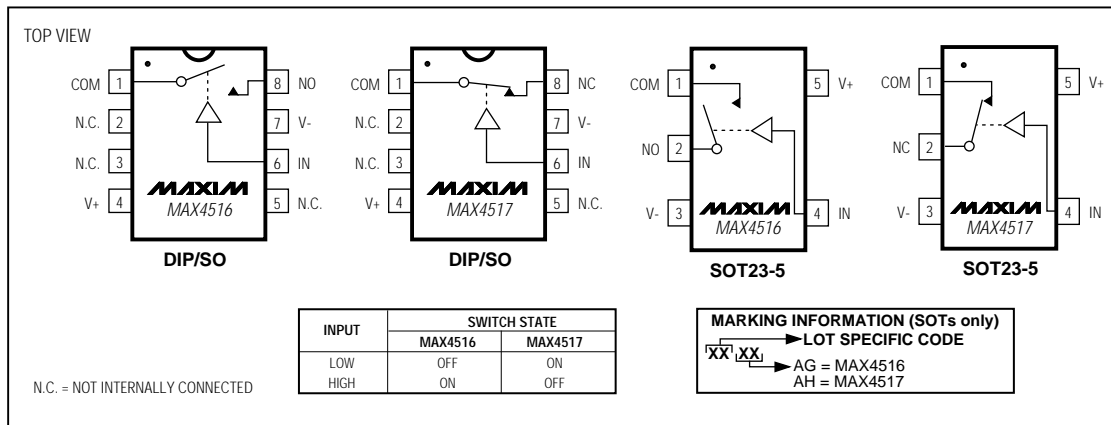 TOP VIEW
COM 1
N.C. 2
N.C. 3
V+ 4
8 NO
7 V-
6 IN
5 N.C.
MAXIM
MAX4516
DIP/SO
COM 1
N.C. 2
N.C. 3
V+ 4
8 NC
7 V-
6 IN
5 N.C.
MAXIM
MAX4517
DIP/SO
COM 1
NO 2
V- 3
5 V+
4 IN
MAXIM
MAX4516
SOT23-5
COM 1
NC 2
V- 3
5 V+
4 IN
MAXIM
MAX4517
SOT23-5
N.C. = NOT INTERNALLY CONNECTED
INPUT SWITCH STATE
MAX4516 MAX4517
LOW OFF ON
HIGH ON OFF
MARKING INFORMATION (SOTs only)
LOT SPECIFIC CODE
XX XX
AG = MAX4516
AH = MAX4517